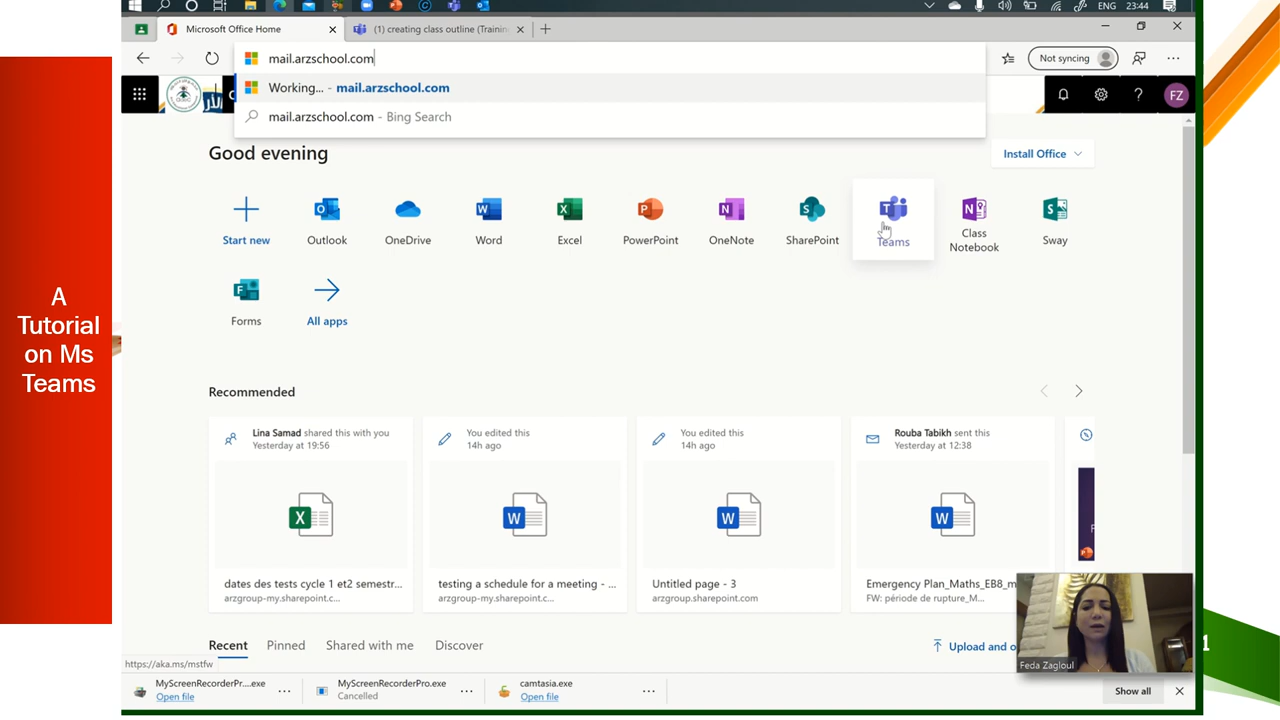 ENG 23:44
Microsoft Office Home
(1) creating class outline (Trainin
mail.arzschool.com
Not syncing
Working... - mail.arzschool.com
mail.arzschool.com - Bing Search
FZ
Good evening
Install Office
Start new
Outlook
OneDrive
Word
Excel
PowerPoint
OneNote
SharePoint
Teams
Class
Notebook
Sway
Forms
All apps
A
Tutorial
on Ms
Teams
Recommended
Lina Samad shared this with you
Yesterday at 19:56
You edited this
14h ago
You edited this
14h ago
Rouba Tabikh sent this
Yesterday at 12:38
dates des tests cycle 1 et2 semestr...
arzgroup-my.sharepoint.c...
testing a schedule for a meeting - ...
arzgroup-my.sharepoint.c...
Untitled page - 3
arzgroup.sharepoint.com
Emergency Plan_Maths_EB8_m
FW: période de rupture_M...
Recent
Pinned
Shared with me
Discover
Upload and o
Feda Zagloul
1
https://aka.ms/mstfw
MyScreenRecorderPr....exe
Open file
MyScreenRecorderPro.exe
Cancelled
camtasia.exe
Open file
Show all